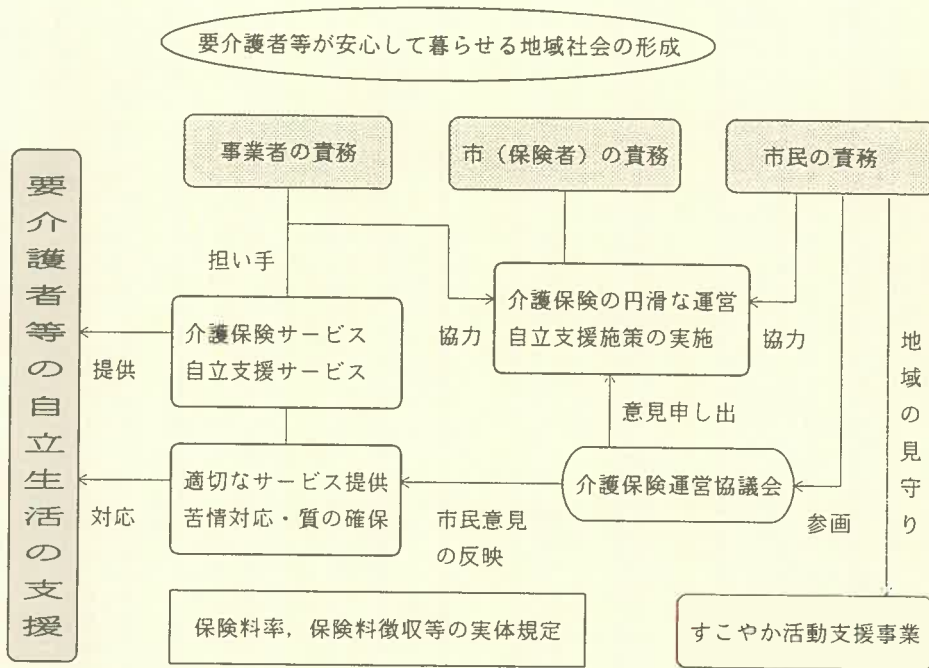 要介護者等が安心して暮らせる地域社会の形成
事業者の責務
市（保険者）の責務
市民の責務
要介護者等の自立生活の支援
担い手
介護保険サービス
自立支援サービス
提供
協力
介護保険の円滑な運営
自立支援施策の実施
協力
地域の見守り
意見申し出
適切なサービス提供
苦情対応・質の確保
対応
市民意見
の反映
介護保険運営協議会
参画
保険料率，保険料徴収等の実体規定
すこやか活動支援事業